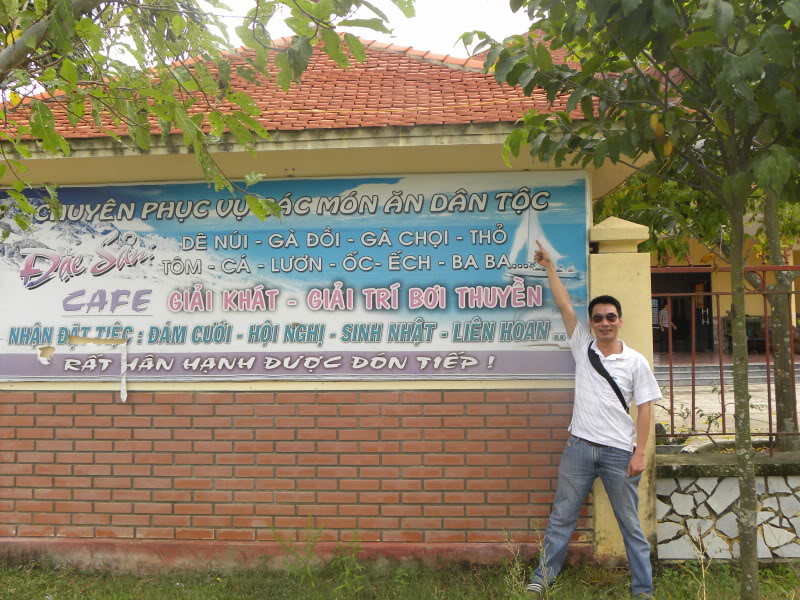 CHUYÊN PHỤC VỤ CÁC MÓN ĂN DÂN TỘC
Đặc Sản
DÊ NÚI - GÀ ĐỒI - GÀ CHỌI - THỎ
TÔM - CÁ - LƯƠN - ỐC- ẾCH - BA BA....
CAFE GIẢI KHÁT - GIẢI TRÍ BƠI THUYỀN
NHẬN ĐẶT TIỆC : ĐÁM CƯỚI - HỘI NGHỊ - SINH NHẬT - LIÊN HOAN ...
RẤT HÂN HẠNH ĐƯỢC ĐÓN TIẾP !